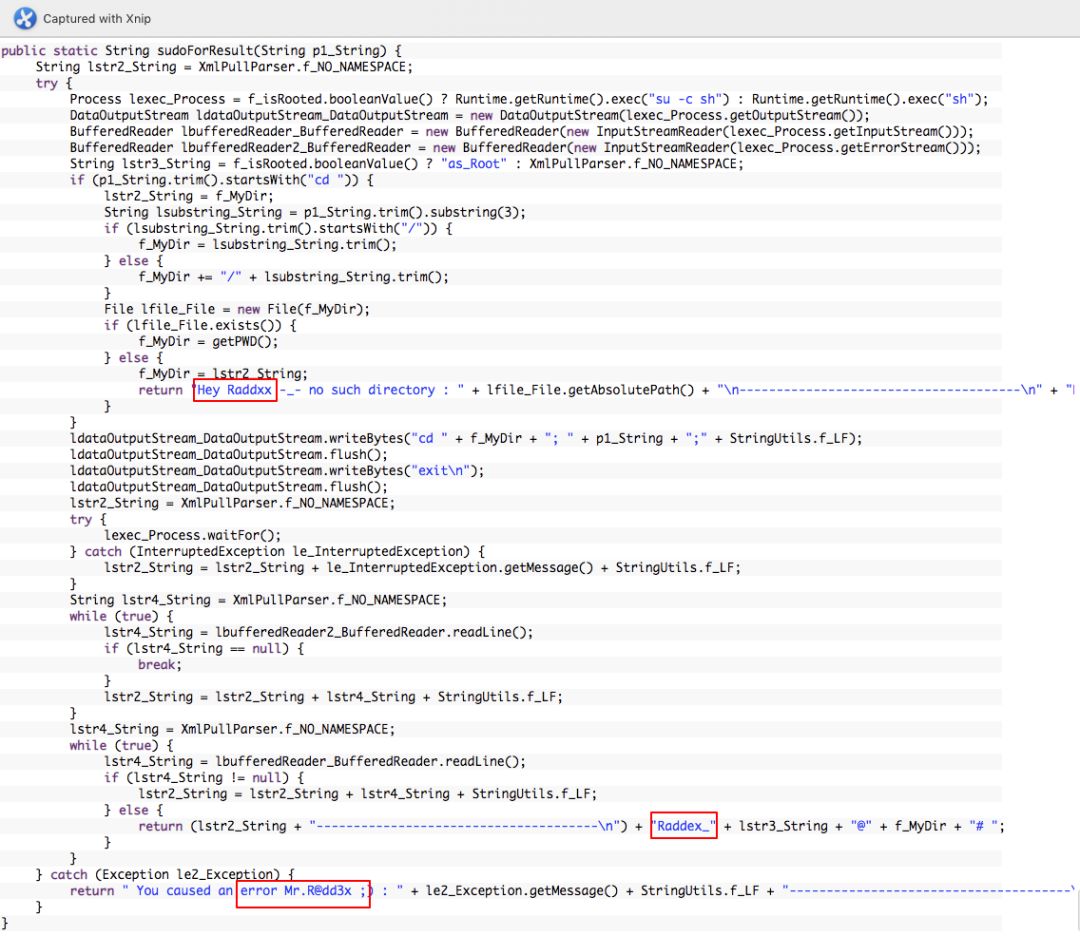 Captured with Xnip
public static String sudoForResult(String p1_String) {
String lstr2_String = XmlPullParser.f_NO_NAMESPACE;
try {
Process lexec_Process = f_isRooted.booleanValue() ? Runtime.getRuntime().exec("su -c sh") : Runtime.getRuntime().exec("sh");
DataOutputStream ldataOutputStream_DataOutputStream = new DataOutputStream(lexec_Process.getOutputStream());
BufferedReader lbufferedReader_BufferedReader = new BufferedReader(new InputStreamReader(lexec_Process.getInputStream()));
BufferedReader lbufferedReader2_BufferedReader = new BufferedReader(new InputStreamReader(lexec_Process.getErrorStream()));
String lstr3_String = f_isRooted.booleanValue() ? "as_Root" : XmlPullParser.f_NO_NAMESPACE;
if (p1_String.trim().startsWith("cd ")) {
lstr2_String = f_MyDir;
String lsubstring_String = p1_String.trim().substring(3);
if (lsubstring_String.trim().startsWith("/")) {
f_MyDir = lsubstring_String.trim();
} else {
f_MyDir += "/" + lsubstring_String.trim();
}
File lfile_File = new File(f_MyDir);
if (lfile_File.exists()) {
f_MyDir = getPWD();
} else {
f_MyDir = lstr2_String;
return "Hey Raddxx -_- no such directory : " + lfile_File.getAbsolutePath() + "\n--------------------------------------\n" + "
}
}
ldataOutputStream_DataOutputStream.writeBytes("cd " + f_MyDir + "; " + p1_String + ";" + StringUtils.f_LF);
ldataOutputStream_DataOutputStream.flush();
ldataOutputStream_DataOutputStream.writeBytes("exit\n");
ldataOutputStream_DataOutputStream.flush();
lstr2_String = XmlPullParser.f_NO_NAMESPACE;
try {
lexec_Process.waitFor();
} catch (InterruptedException le_InterruptedException) {
lstr2_String = lstr2_String + le_InterruptedException.getMessage() + StringUtils.f_LF;
}
String lstr4_String = XmlPullParser.f_NO_NAMESPACE;
while (true) {
lstr4_String = lbufferedReader2_BufferedReader.readLine();
if (lstr4_String == null) {
break;
}
lstr2_String = lstr2_String + lstr4_String + StringUtils.f_LF;
}
lstr4_String = XmlPullParser.f_NO_NAMESPACE;
while (true) {
lstr4_String = lbufferedReader_BufferedReader.readLine();
if (lstr4_String != null) {
lstr2_String = lstr2_String + lstr4_String + StringUtils.f_LF;
} else {
return (lstr2_String + "--------------------------------------\n") + "Raddex_" + lstr3_String + "@" + f_MyDir + "# ";
}
}
} catch (Exception le2_Exception) {
return " You caused an error Mr.R@dd3x ;) : " + le2_Exception.getMessage() + StringUtils.f_LF + "--------------------------------------\
}
}